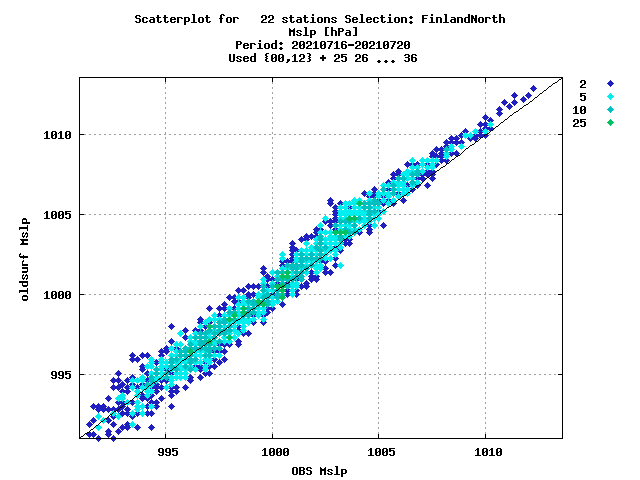 Scatterplot for 22 stations Selection: FinlandNorth
Mslp [hPa]
Period: 20210716-20210720
Used {00,12} + 25 26 ... 36
2
5
10
25
1010
1005
1000
995
oldsurf Mslp
995 1000 1005 1010
OBS Mslp